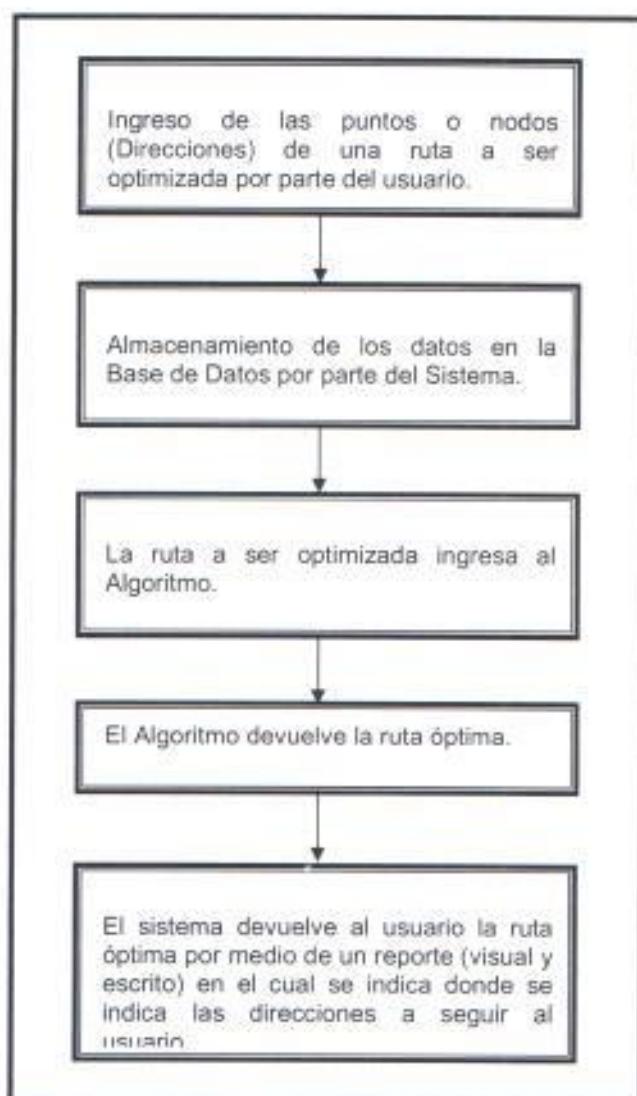 Ingreso de las puntos o nodos
(Direcciones) de una ruta a ser
optimizada por parte del usuario.
Almacenamiento de los datos en la
Base de Datos por parte del Sistema.
La ruta a ser optimizada ingresa al
Algoritmo.
El Algoritmo devuelve la ruta óptima.
El sistema devuelve al usuario la ruta
óptima por medio de un reporte (visual y
escrito) en el cual se indica donde se
indica las direcciones a seguir al
usuario